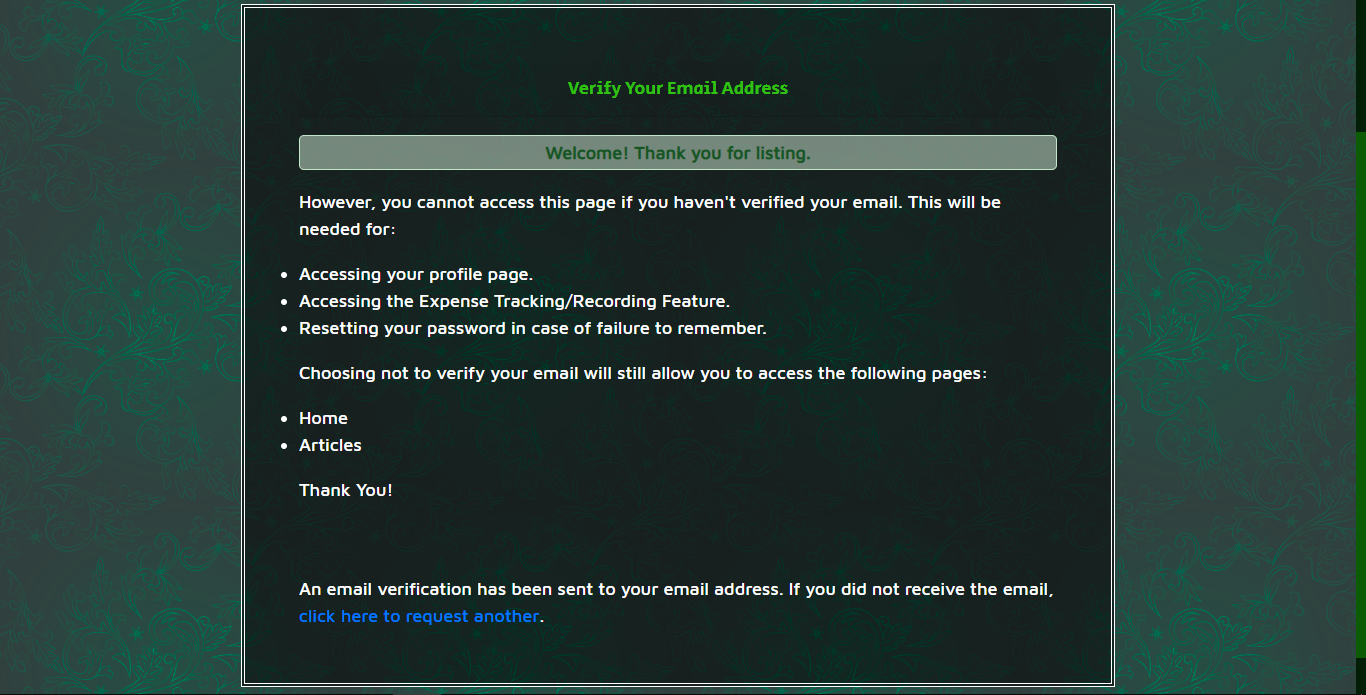 Verify Your Email Address
Welcome! Thank you for listing.
However, you cannot access this page if you haven't verified your email. This will be
needed for:
Accessing your profile page.
Accessing the Expense Tracking/Recording Feature.
Resetting your password in case of failure to remember.
Choosing not to verify your email will still allow you to access the following pages:
Home
Articles
Thank You!
An email verification has been sent to your email address. If you did not receive the email,
click here to request another.